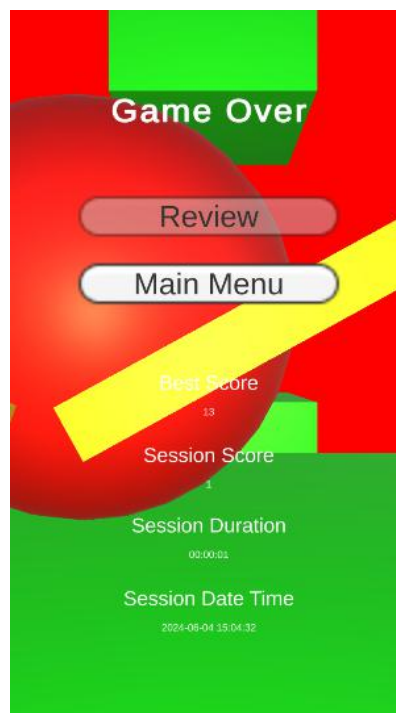 Game Over
Review
Main Menu
Best Score
13
Session Score
1
Session Duration
00:00:01
Session Date Time
2024-06-04 15:04:32